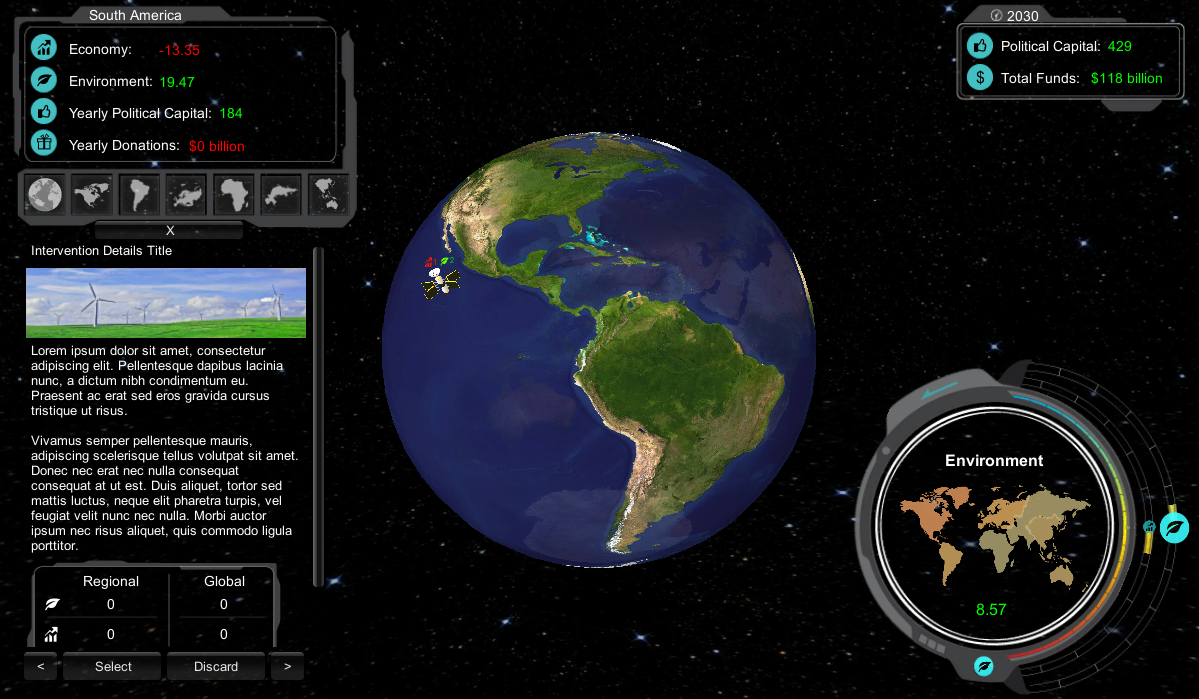 South America
Economy: -13.35
Environment: 19.47
Yearly Political Capital: 184
Yearly Donations: $0 billion
X
Intervention Details Title
Lorem ipsum dolor sit amet, consectetur
adipiscing elit. Pellentesque dapibus lacinia
nunc, a dictum nibh condimentum eu.
Praesent ac erat sed eros gravida cursus
tristique ut risus.
Vivamus semper pellentesque mauris,
adipiscing scelerisque tellus volutpat sit amet.
Donec nec erat nec nulla consequat
consequat at ut est. Duis aliquet, tortor sed
mattis luctus, neque elit pharetra turpis, vel
feugiat velit nunc nec nulla. Morbi auctor
ipsum nec risus aliquet, quis commodo ligula
porttitor.
Regional Global
0 0
0 0
< Select Discard >
2
2030
Political Capital: 429
$ Total Funds: $118 billion
Environment
8.57